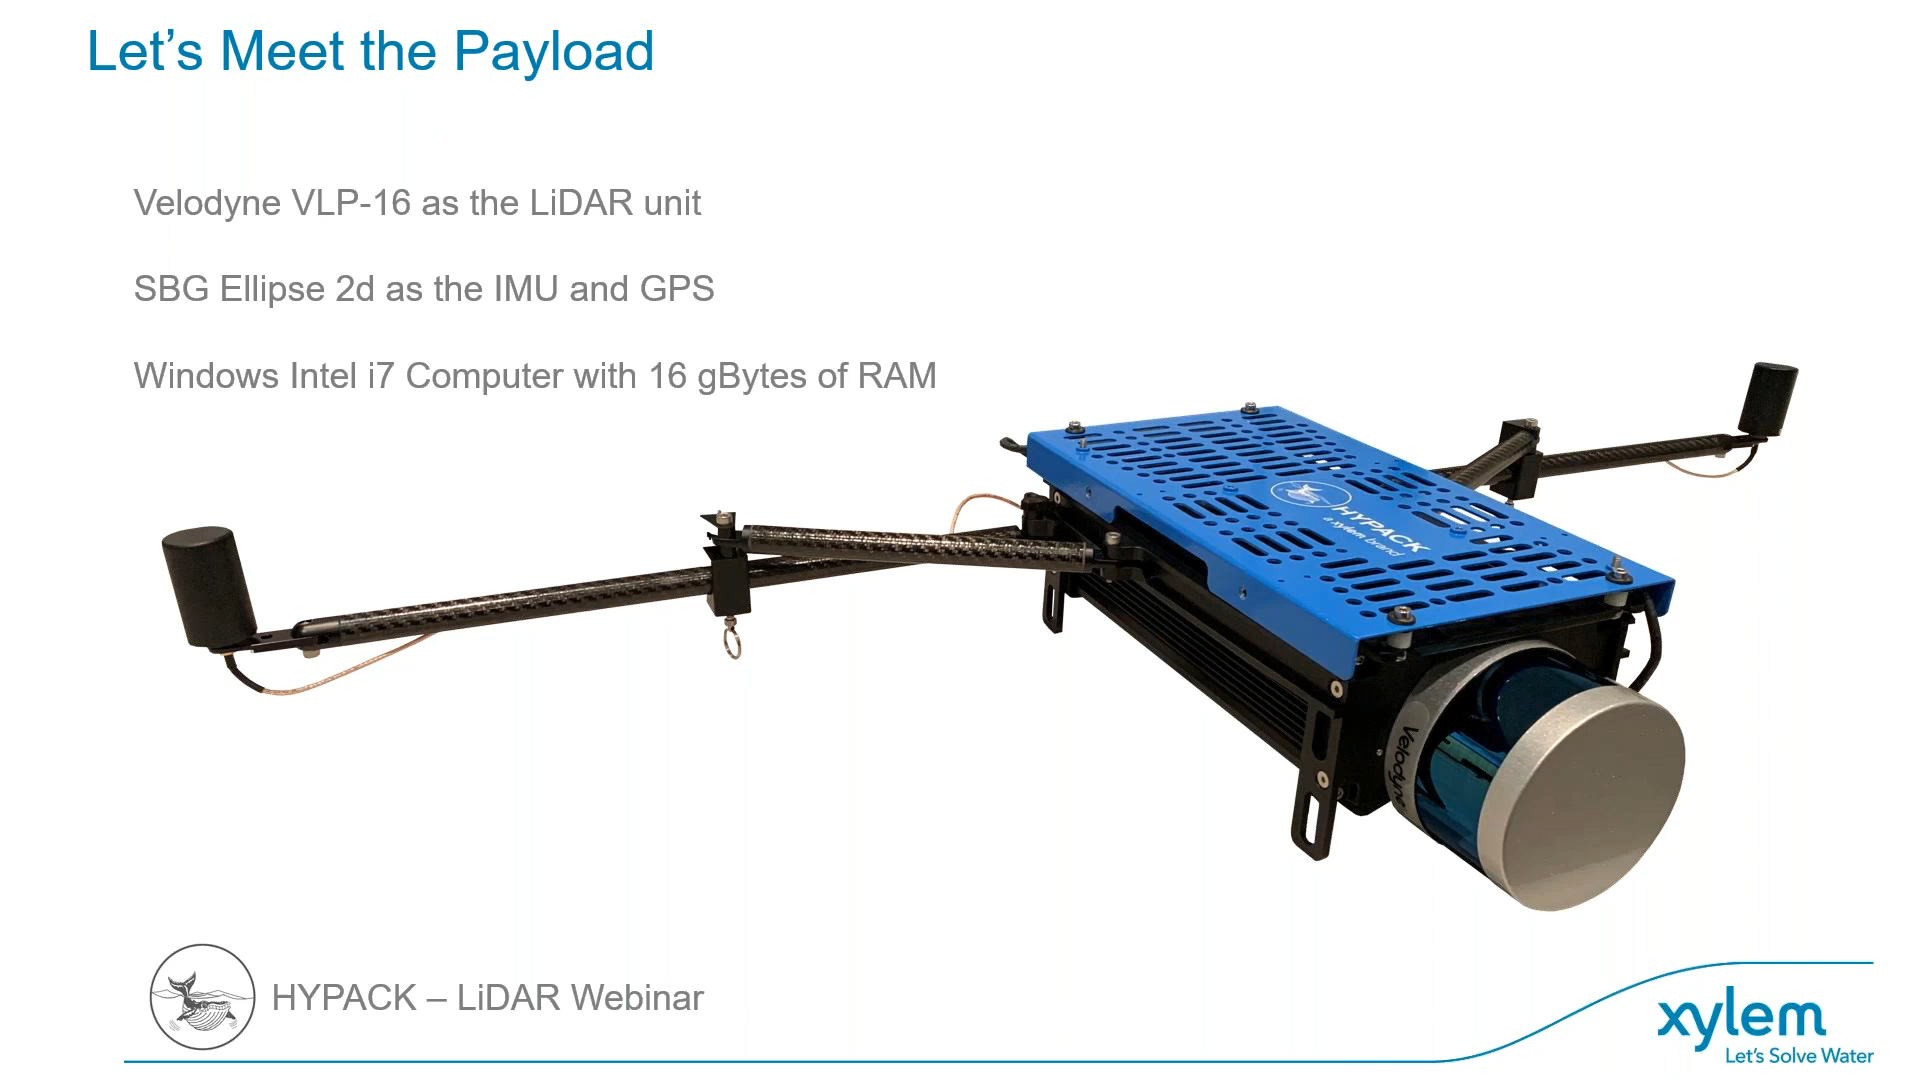 Let’s Meet the Payload
Velodyne VLP-16 as the LiDAR unit
SBG Ellipse 2d as the IMU and GPS
Windows Intel i7 Computer with 16 gBytes of RAM
HYPACK
a xylem brand
Velodyne
HYPACK – LiDAR Webinar
xylem
Let’s Solve Water